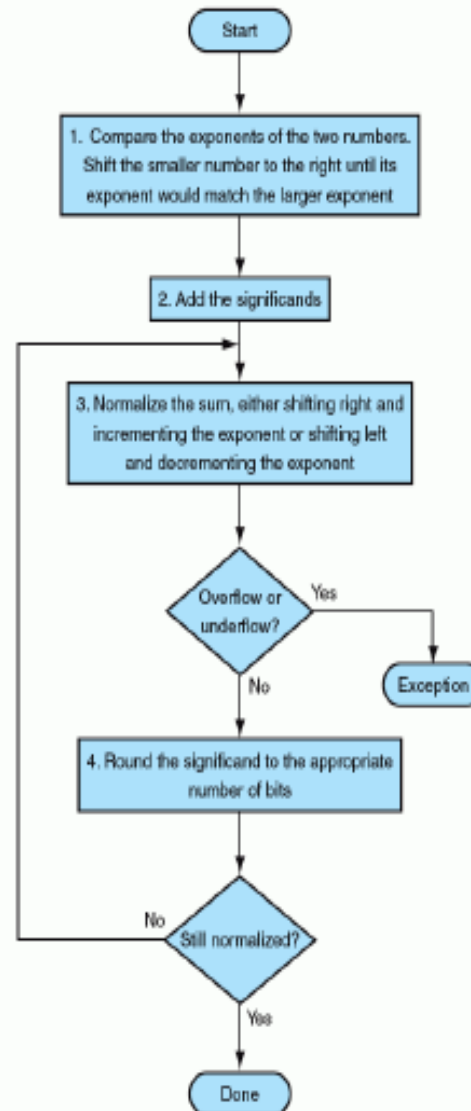 Start
1. Compare the exponents of the two numbers.
Shift the smaller number to the right until its
exponent would match the larger exponent
2. Add the significands
3. Normalize the sum, either shifting right and
incrementing the exponent or shifting left
and decrementing the exponent
Overflow or
underflow?
Yes
No
Exception
4. Round the significand to the appropriate
number of bits
No
Still normalized?
Yes
Done